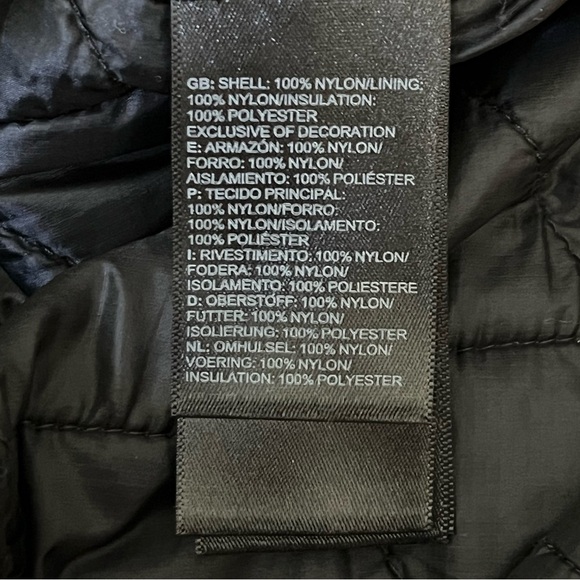 GB: SHELL: 100% NYLON/LINING:
100% NYLON/INSULATION:
100% POLYESTER
EXCLUSIVE OF DECORATION
E: ARMAZÓN: 100% NYLON/
FORRO: 100% NYLON/
AISLAMIENTO: 100% POLIÉSTER
P: TECIDO PRINCIPAL:
100% NYLON/FORRO:
100% NYLON/ISOLAMENTO:
100% POLIÉSTER
I: RIVESTIMENTO: 100% NYLON/
FODERA: 100% NYLON/
ISOLAMENTO: 100% POLIESTERE
D: OBERSTOFF: 100% NYLON/
FUTTER: 100% NYLON/
ISOLIERUNG: 100% POLYESTER
NL: OMHULSEL: 100% NYLON/
VOERING: 100% NYLON/
INSULATION: 100% POLYESTER